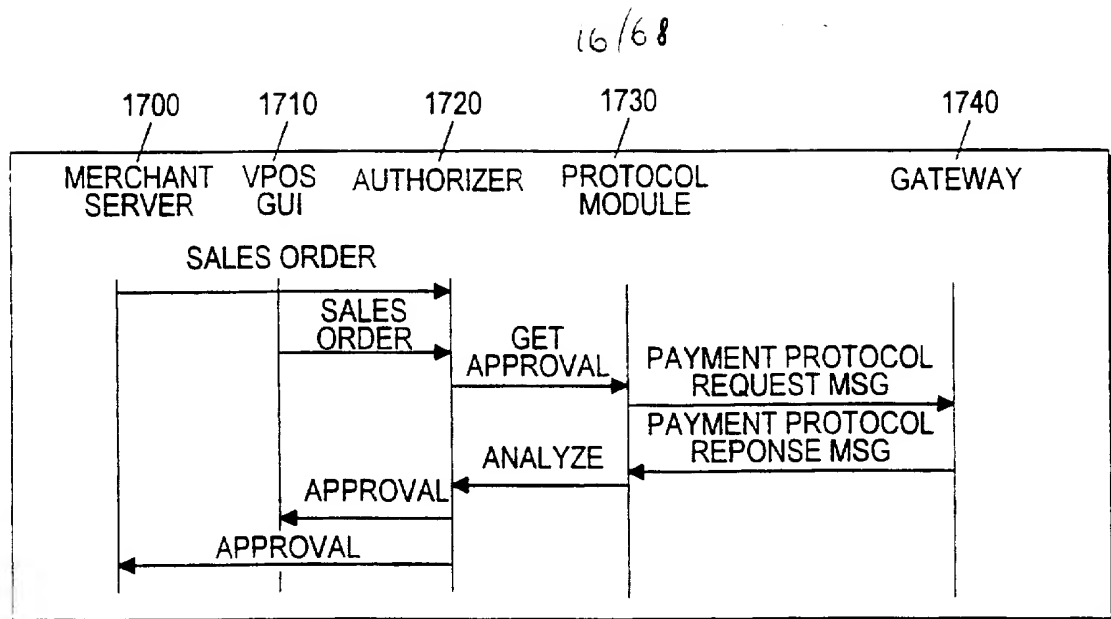 16/68
1700 1710 1720 1730 1740
MERCHANT SERVER
VPOS GUI
AUTHORIZER
PROTOCOL MODULE
GATEWAY
SALES ORDER
SALES
ORDER
GET
APPROVAL
PAYMENT PROTOCOL
REQUEST MSG
PAYMENT PROTOCOL
REPONSE MSG
ANALYZE
APPROVAL
APPROVAL